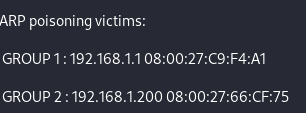 ARP poisoning victims:
GROUP 1 : 192.168.1.1 08:00:27:C9:F4:A1
GROUP 2 : 192.168.1.200 08:00:27:66:CF:75